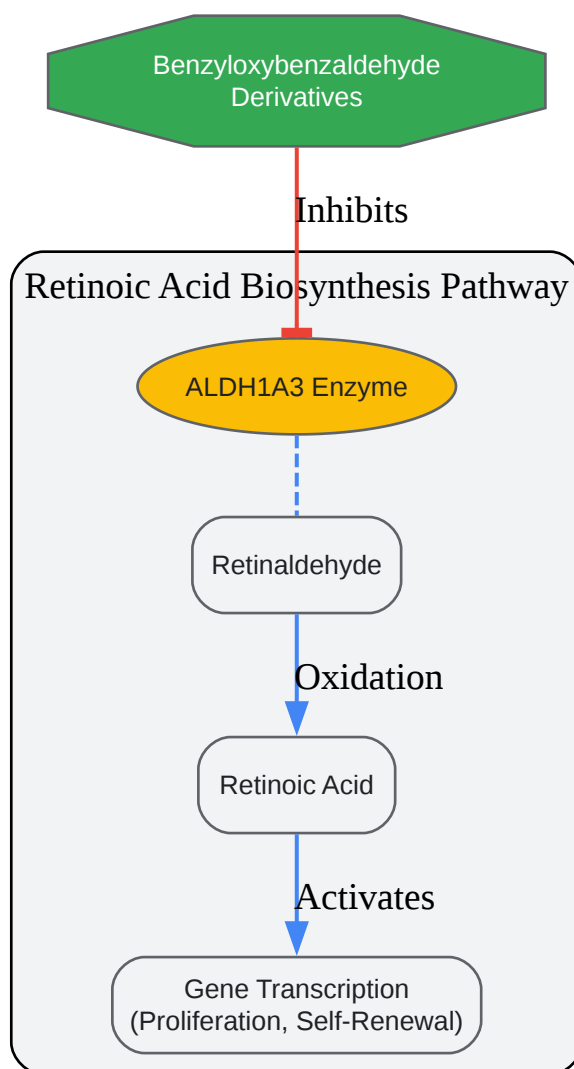 Benzyloxybenzaldehyde
Derivatives
Inhibits
Retinoic Acid Biosynthesis Pathway
ALDH1A3 Enzyme
Retinaldehyde
Oxidation
Retinoic Acid
Activates
Gene Transcription
(Proliferation, Self-Renewal)